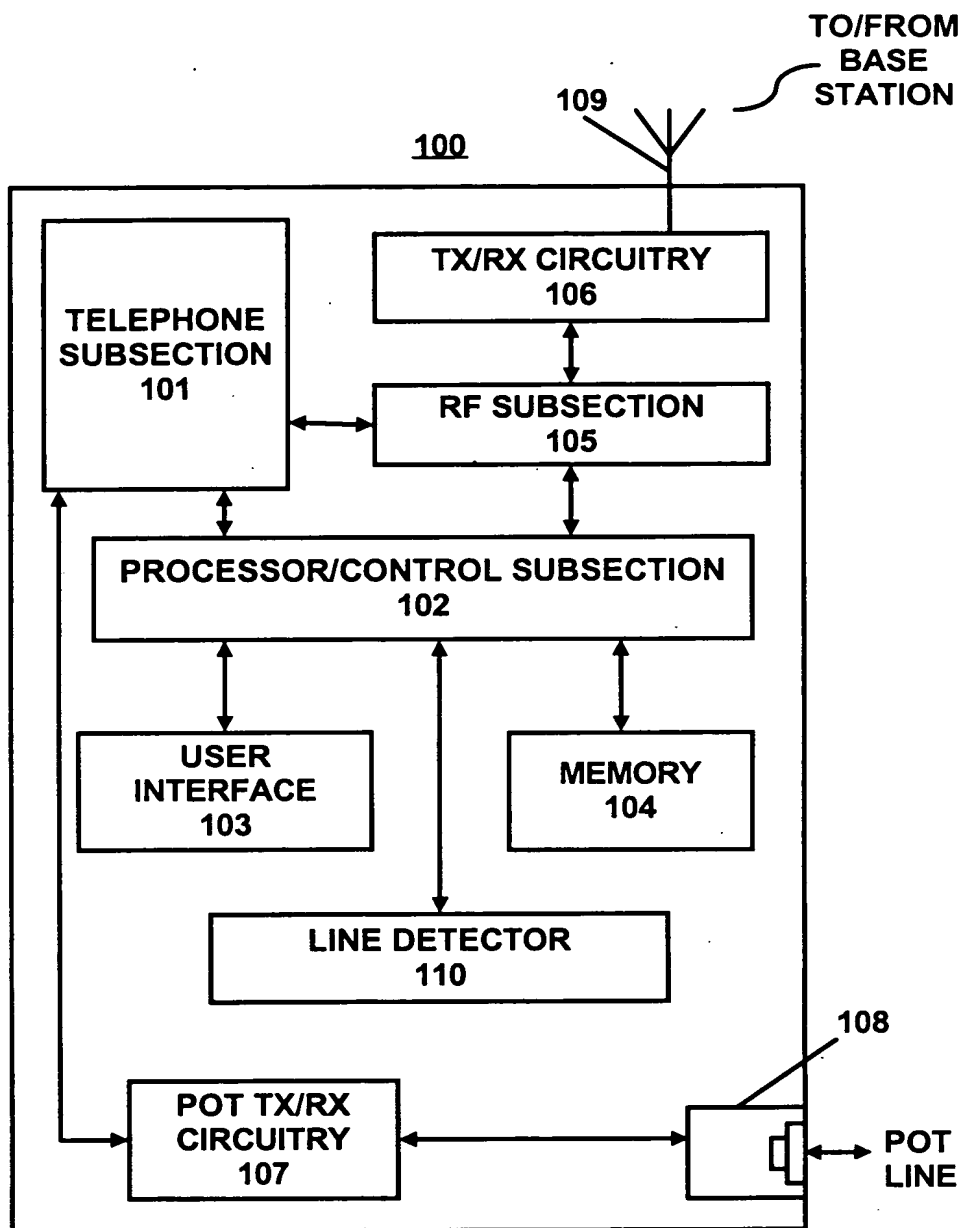 TO/FROM
BASE
STATION
109
100
TX/RX CIRCUITRY
106
TELEPHONE
SUBSECTION
101
RF SUBSECTION
105
PROCESSOR/CONTROL SUBSECTION
102
USER
INTERFACE
103
MEMORY
104
LINE DETECTOR
110
108
POT TX/RX
CIRCUITRY
107
POT
LINE